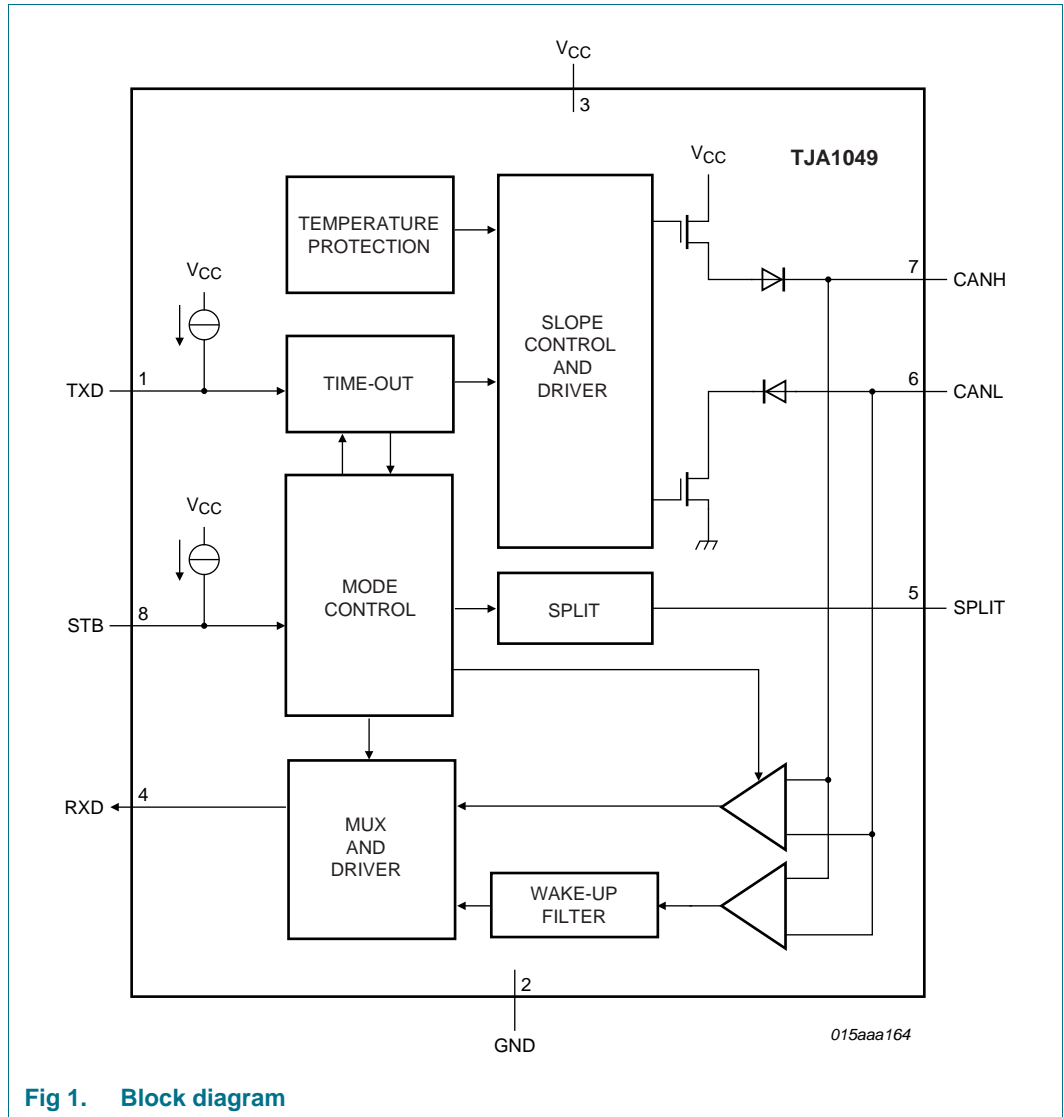 VCC
3
TJA1049
VCC
TEMPERATURE
PROTECTION
7
CANH
VCC
SLOPE
CONTROL
AND
DRIVER
TXD
1
TIME-OUT
6
CANL
VCC
MODE
CONTROL
SPLIT
5
SPLIT
STB
8
RXD
4
MUX
AND
DRIVER
WAKE-UP
FILTER
2
GND
015aaa164
Fig 1. Block diagram